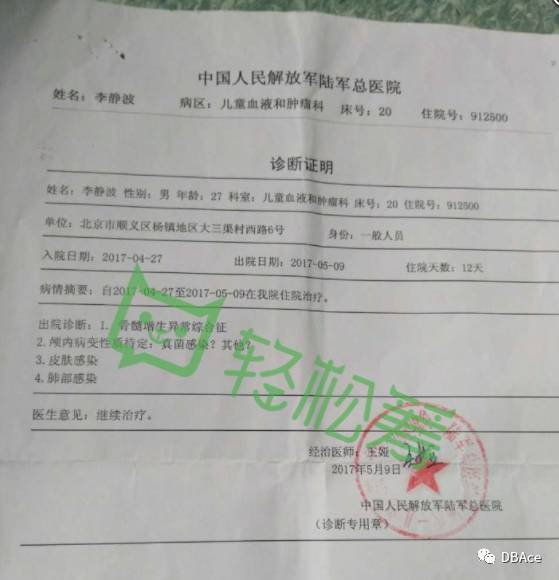 中国人民解放军陆军总医院
姓名：李静波 病区：儿童血液和肿瘤科 床号：20 住院号：912500
诊断证明
姓名：李静波 性别：男 年龄：27 科室：儿童血液和肿瘤科 床号：20 住院号：912500
单位：北京市顺义区杨镇地区大三渠村西路6号 身份：一般人员
入院日期：2017-04-27 出院日期：2017-05-09 住院天数：12天
病情摘要：自2017-04-27至2017-05-09在我院住院治疗。
出院诊断：1. 骨髓增生异常综合征
2.颅内病变性质待定：真菌感染？其他？
3.皮肤感染
4.肺部感染
轻松筹
医生意见：继续治疗。
经治医师：王娅
2017年5月9日
中国人民解放军陆军总医院
（诊断专用章）
DBAce